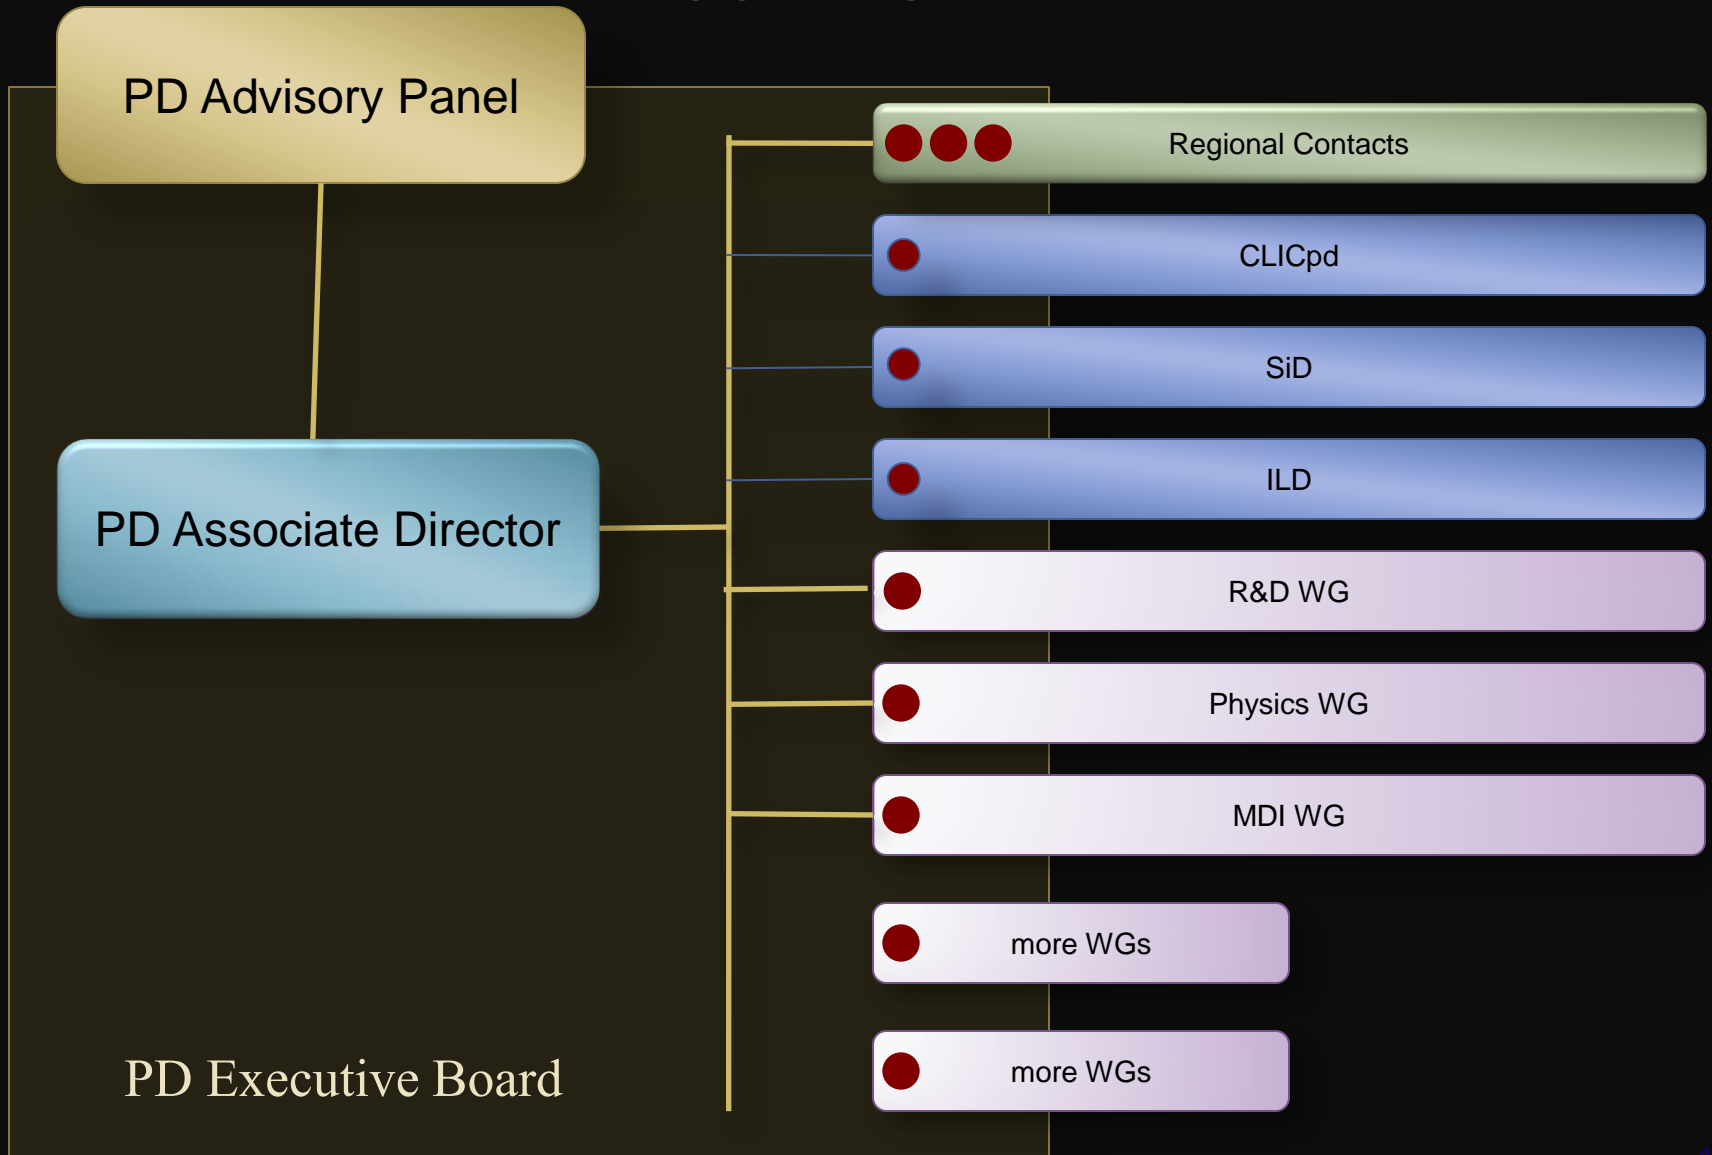 PD Advisory Panel
Regional Contacts
CLICpd
SiD
ILD
PD Associate Director
R&D WG
Physics WG
MDI WG
more WGs
more WGs
PD Executive Board